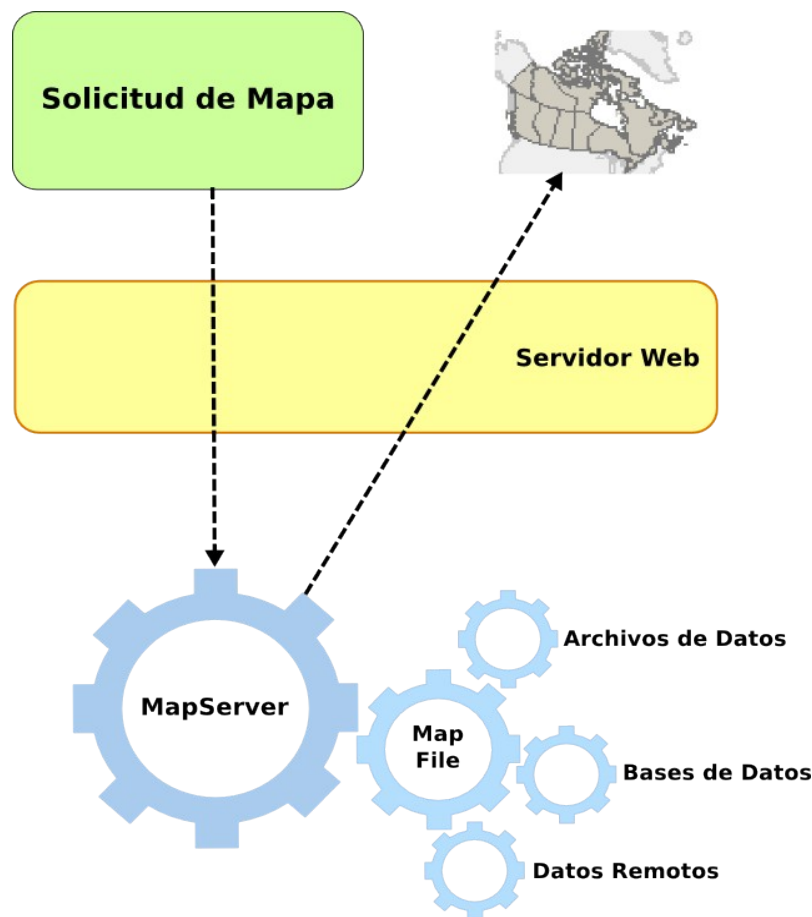 Solicitud de Mapa
Servidor Web
MapServer
Map
File
Archivos de Datos
Bases de Datos
Datos Remotos